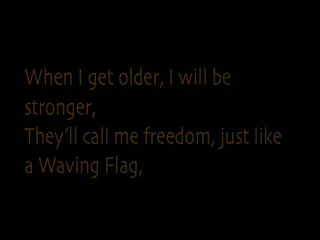 When I get older, I will be
stronger,
They'll call me freedom, just like
a Waving Flag,